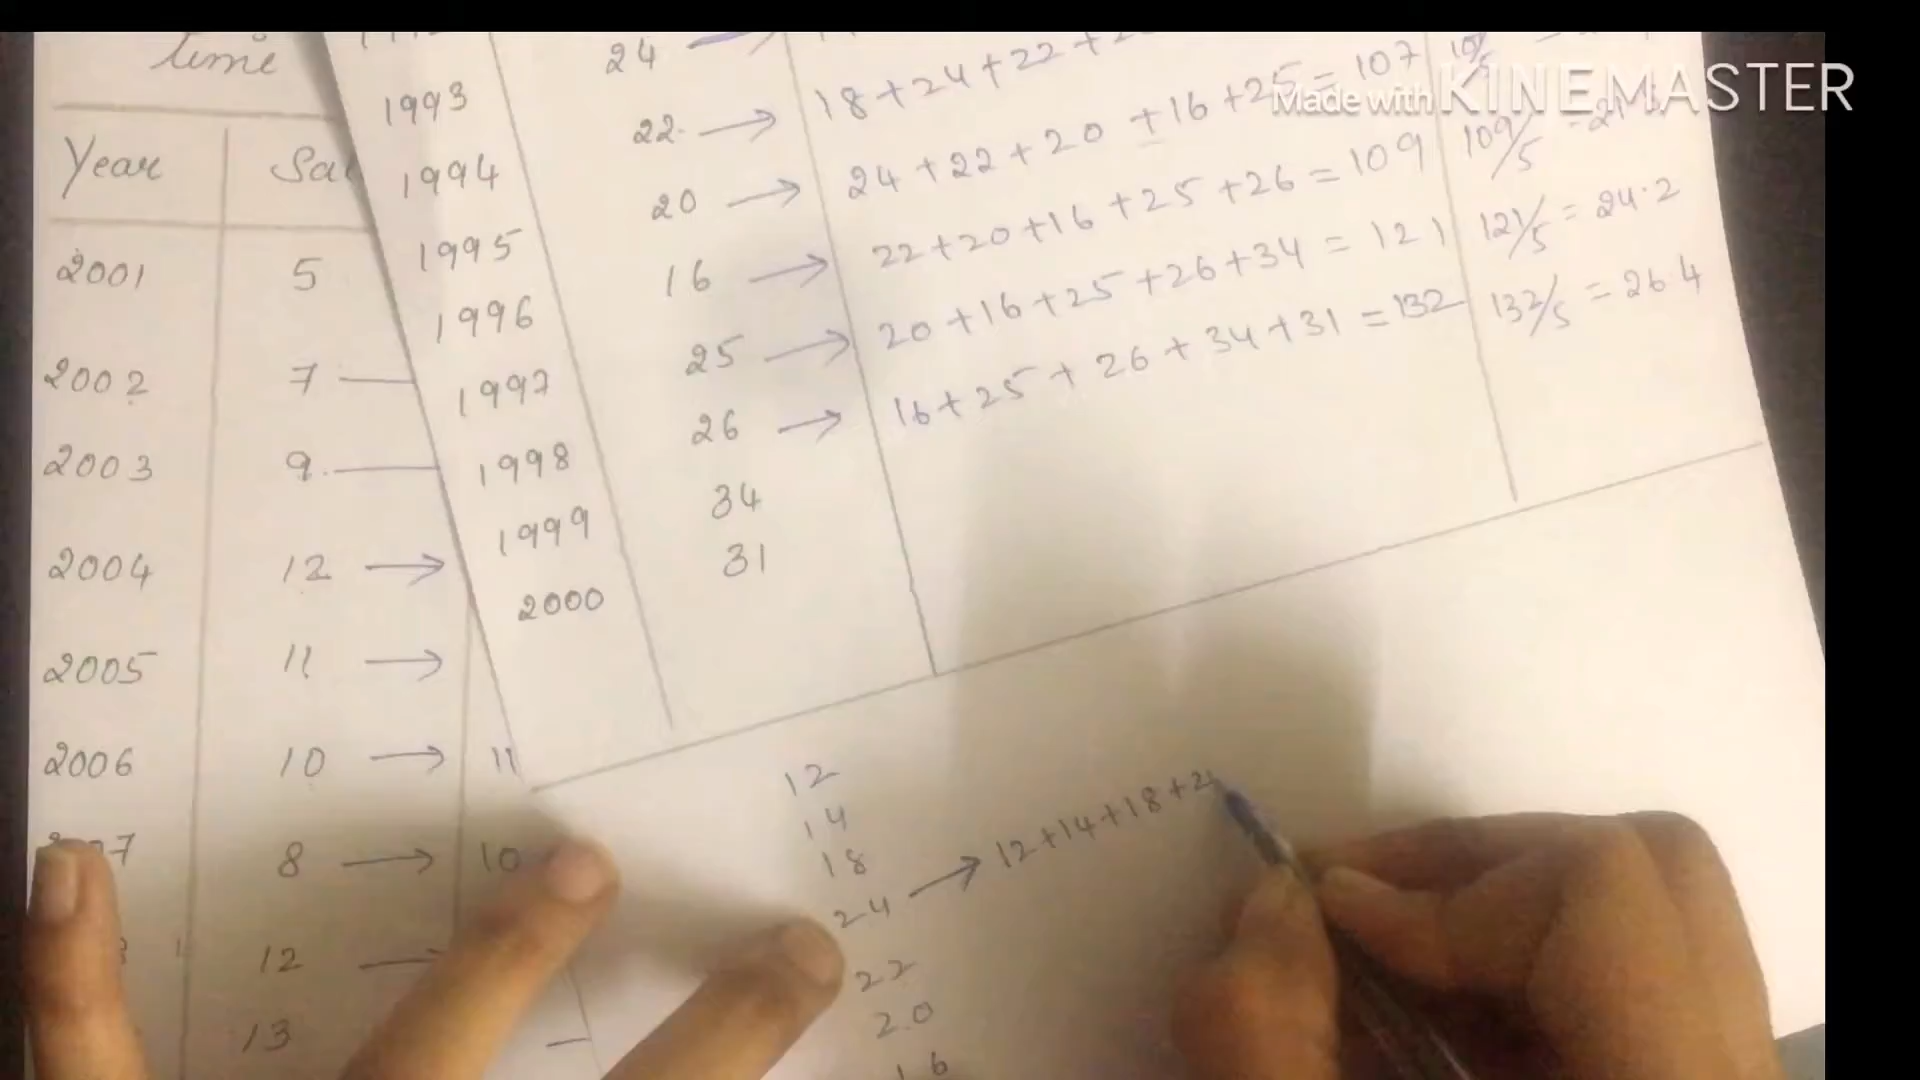 Made with KINEMASTER
time
Year
2001 5
2002 7
2003 9
2004 12
2005 11
2006 10 → 11
7 8 → 10
12
13
24
1993 22 → 18+24+22+
1994 20 → 24+22+20+16+25=107
1995 16 → 22+20+16+25+26=109 109/5
1996 25 → 20+16+25+26+34=121 121/5=24.2
1997 26 → 16+25+26+34+31=132 132/5=26.4
1998 34
1999 31
2000
12
14
18
24 → 12+14+18+2
22
20
16